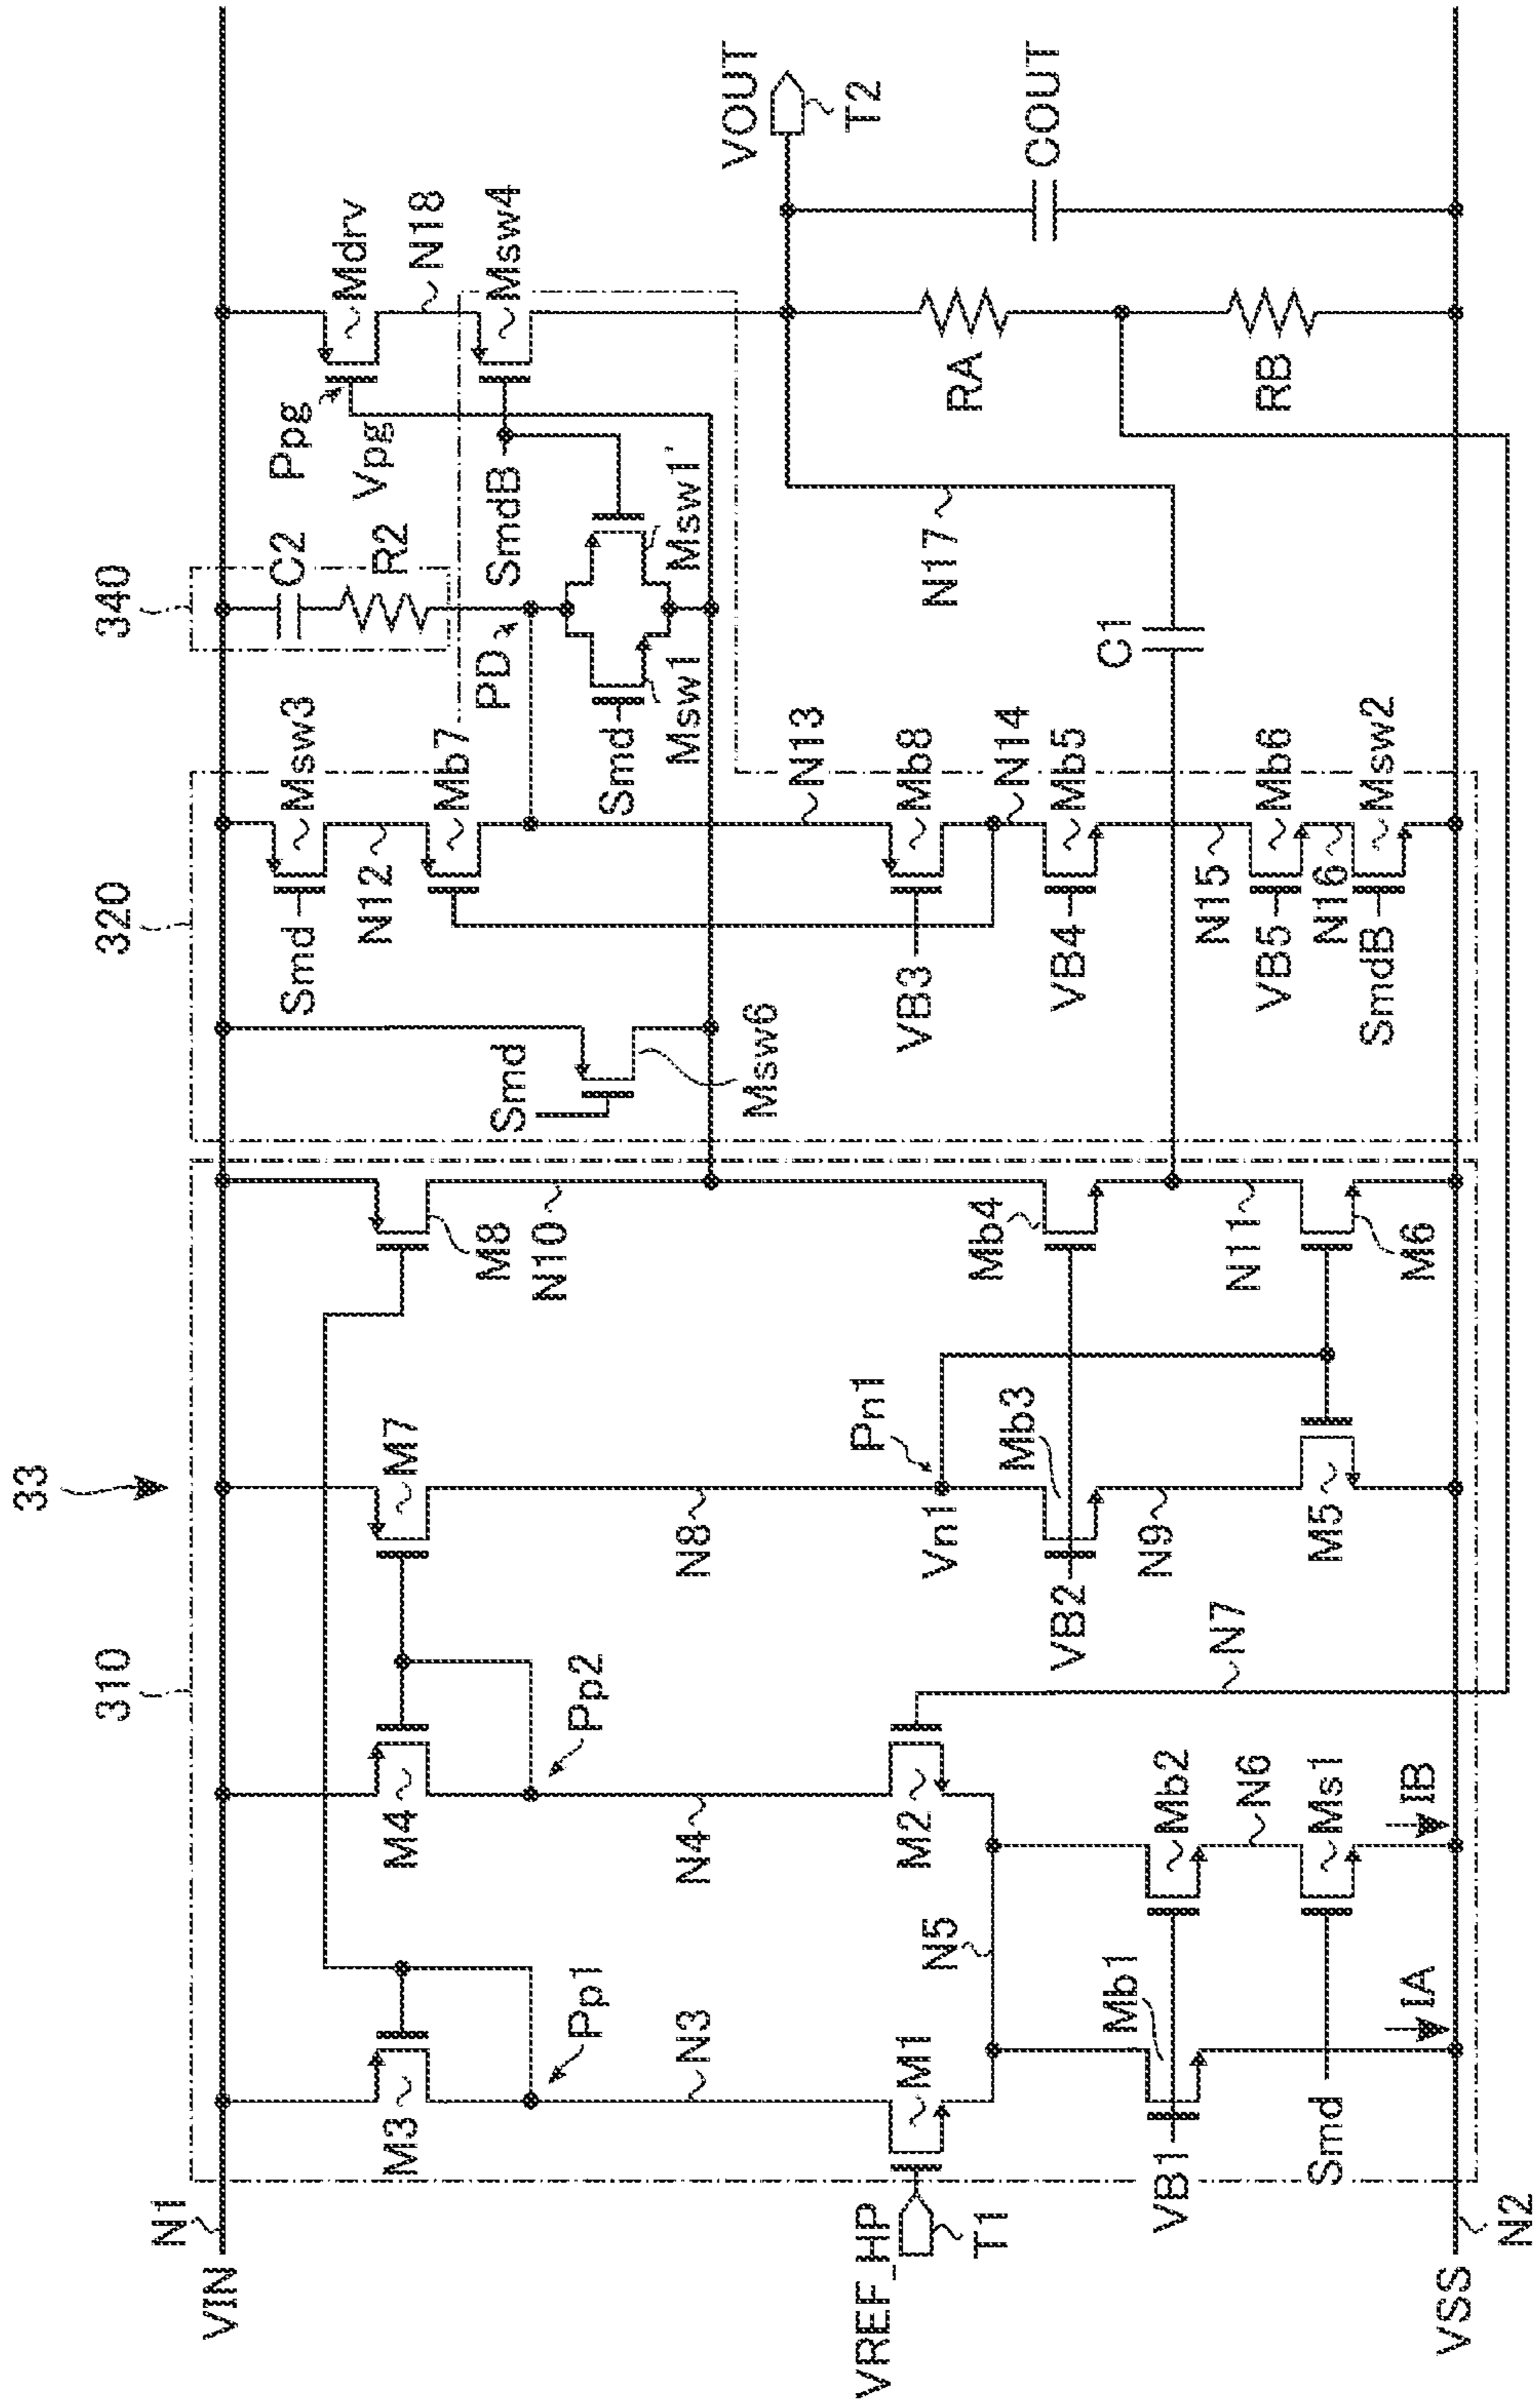 33
310
320
340
N1
VIN
M3
M4
M7
M8
Pp1
Pp2
N3
N4
N8
N10
VREF_HP
T1
M1
M2
N5
N7
Pn1
Vn1
Mb3
Mb4
VB2
N9
N11
M5
M6
VB1
Mb1
Mb2
N6
Smd
Ms1
IA
IB
VSS
N2
Smd
Msw6
Smd
Msw3
N12
Mb7
PD
C2
R2
Ppg
Vpg
Mdrv
N18
SmdB
Msw4
Smd
Msw1
Msw1'
N13
VB3
Mb8
N14
VB4
Mb5
N15
VB5
Mb6
N16
SmdB
Msw2
C1
N17
VOUT
T2
RA
RB
COUT